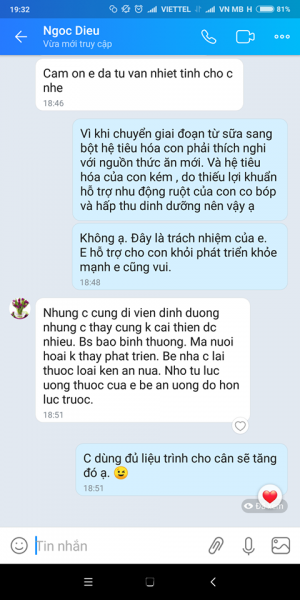 19:32
VIETTEL
VN MB H
81%
Ngoc Dieu
Vừa mới truy cập
Cam on e da tu van nhiet tinh cho c
nhe
18:46
Vì khi chuyển giai đoạn từ sữa sang
bột hệ tiêu hóa con phải thích nghi
với nguồn thức ăn mới. Và hệ tiêu
hóa của con kém , do thiếu lợi khuẩn
hỗ trợ nhu động ruột của con co bóp
và hấp thu dinh dưỡng nên vậy ạ
Không ạ. Đây là trách nhiệm của e.
E hỗ trợ cho con khỏi phát triển khỏe
mạnh e cũng vui.
18:48
Nhung c cung di vien dinh duong
nhung c thay cung k cai thien dc
nhieu. Bs bao binh thuong. Ma nuoi
hoai k thay phat trien. Be nha c lai
thuoc loai ken an nua. Nho tu luc
uong thuoc cua e be an uong do hon
luc truoc.
18:51
C dùng đủ liệu trình cho cân sẽ tăng
đó ạ.
18:51
Tin nhắn